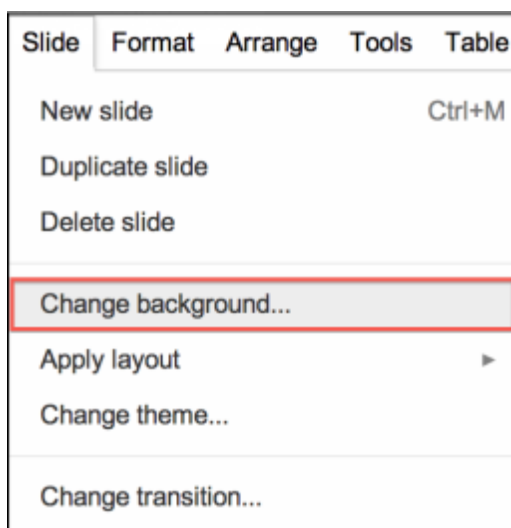 Slide Format Arrange Tools Table
New slide Ctrl+M
Duplicate slide
Delete slide
Change background...
Apply layout ►
Change theme...
Change transition...